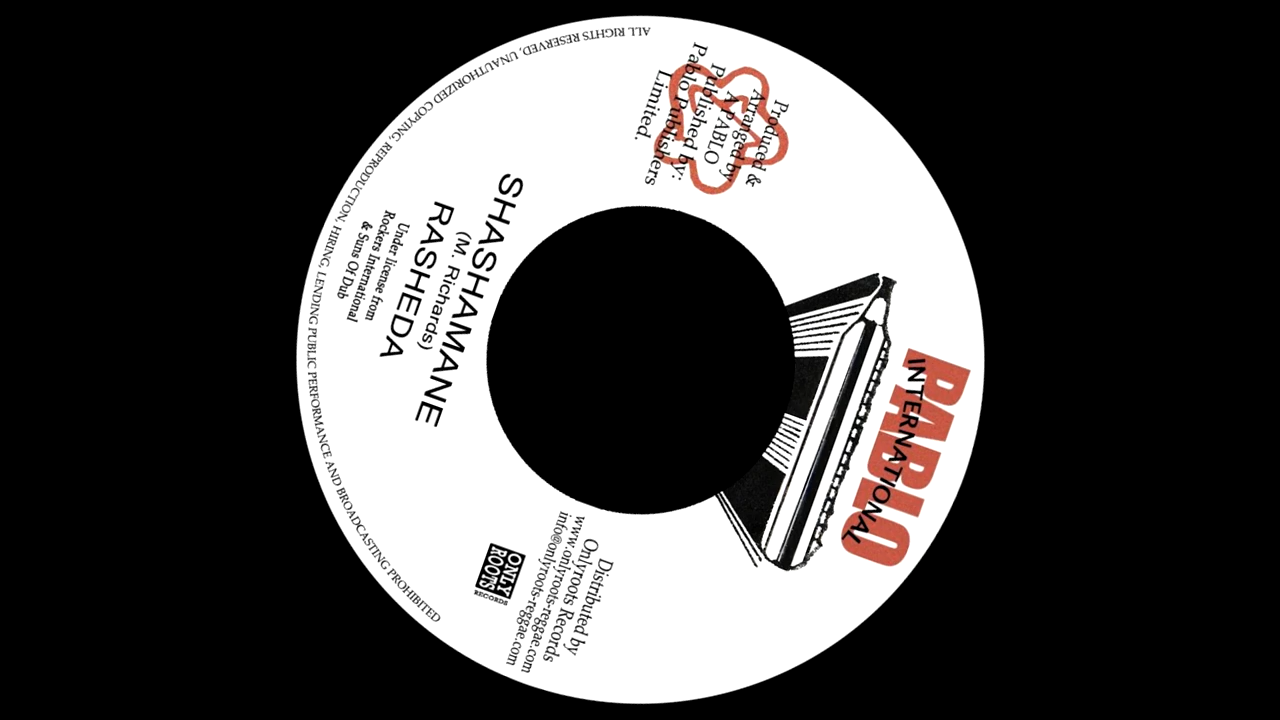 PABLO
INTERNATIONAL
Produced &
Arranged by
A PABLO
Published by:
Pablo Publishers
Limited.
Distributed by
Onlyroots Records
www.onlyroots-reggae.com
info@onlyroots-reggae.com
ONLY
ROOTS
RECORDS
SHASHAMANE
(M. Richards)
RASHEDA
Under license from
Rockers International
& Suns Of Dub
ALL RIGHTS RESERVED, UNAUTHORIZED COPYING, REPRODUCTION, HIRING, LENDING PUBLIC PERFORMANCE AND BROADCASTING PROHIBITED